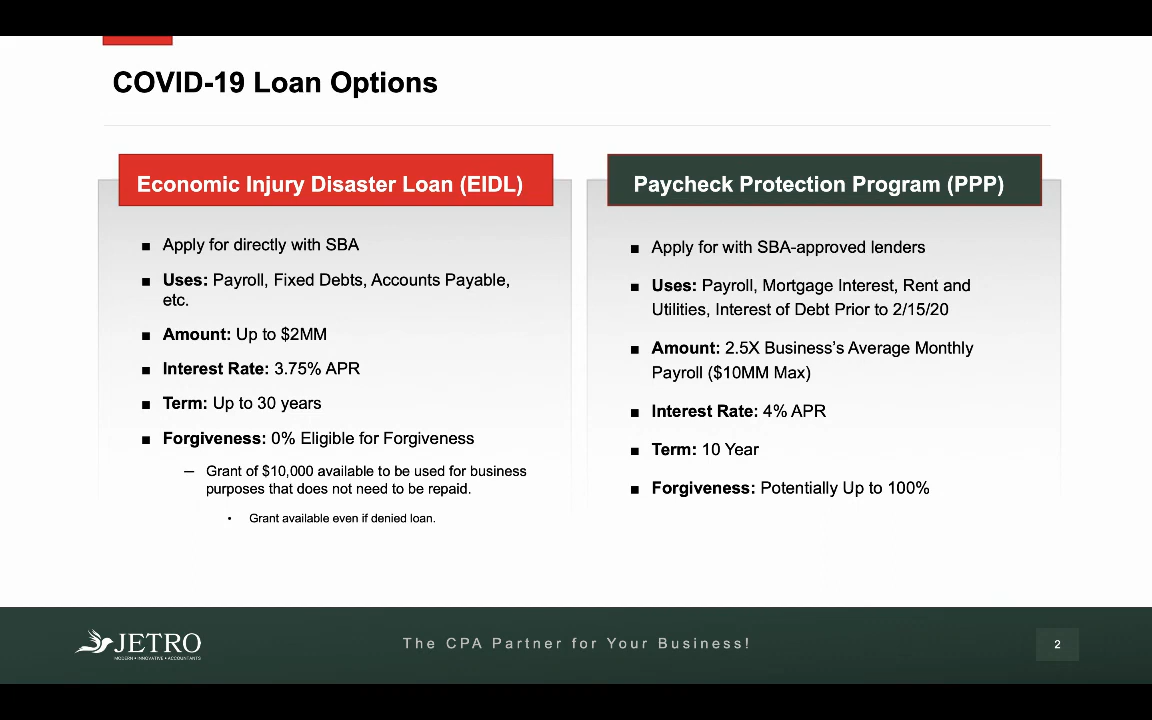 COVID-19 Loan Options
Economic Injury Disaster Loan (EIDL)
■ Apply for directly with SBA
■ Uses: Payroll, Fixed Debts, Accounts Payable,
etc.
■ Amount: Up to $2MM
■ Interest Rate: 3.75% APR
■ Term: Up to 30 years
■ Forgiveness: 0% Eligible for Forgiveness
– Grant of $10,000 available to be used for business
purposes that does not need to be repaid.
• Grant available even if denied loan.
Paycheck Protection Program (PPP)
■ Apply for with SBA-approved lenders
■ Uses: Payroll, Mortgage Interest, Rent and
Utilities, Interest of Debt Prior to 2/15/20
■ Amount: 2.5X Business’s Average Monthly
Payroll ($10MM Max)
■ Interest Rate: 4% APR
■ Term: 10 Year
■ Forgiveness: Potentially Up to 100%
JETRO
MODERN • INNOVATIVE • ACCOUNTANTS
The CPA Partner for Your Business!
2